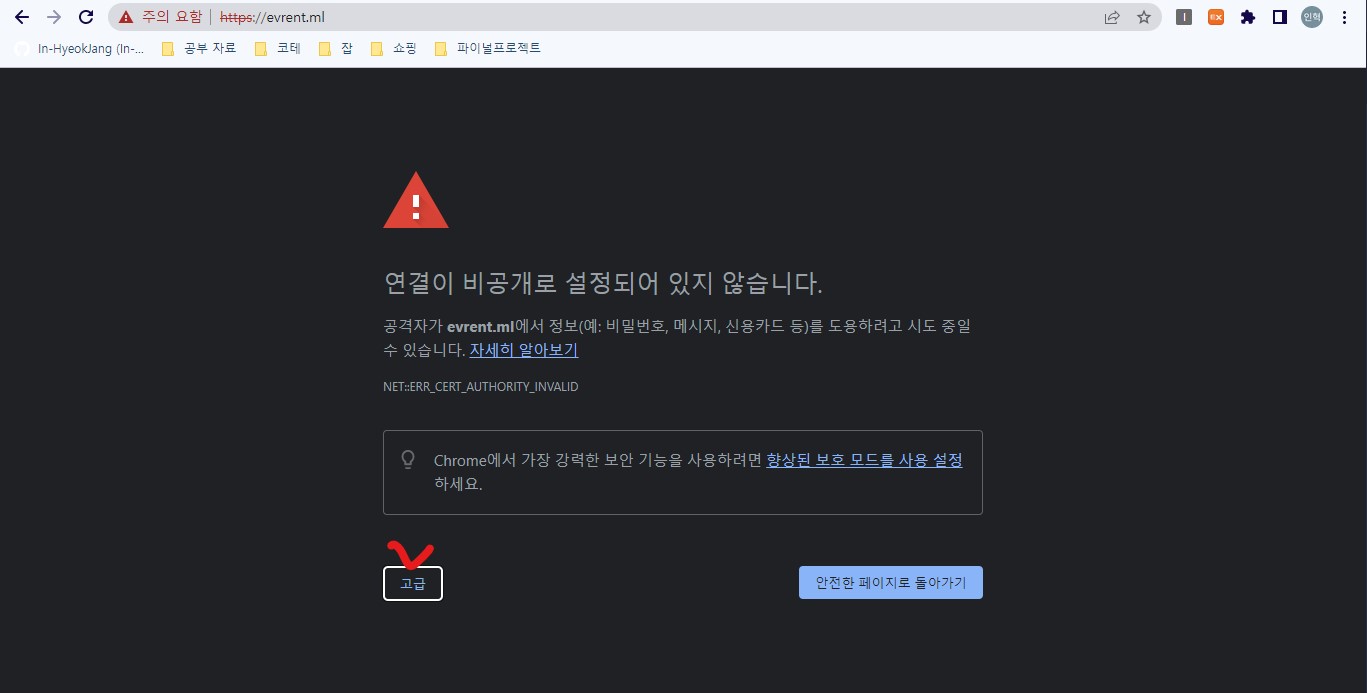 주의 요함 | https://evrent.ml
인혁
In-HyeokJang (In-... 공부 자료 코테 잡 쇼핑 파이널프로젝트
연결이 비공개로 설정되어 있지 않습니다.
공격자가 evrent.ml에서 정보(예: 비밀번호, 메시지, 신용카드 등)를 도용하려고 시도 중일
수 있습니다. 자세히 알아보기
NET::ERR_CERT_AUTHORITY_INVALID
Chrome에서 가장 강력한 보안 기능을 사용하려면 향상된 보호 모드를 사용 설정
하세요.
고급
안전한 페이지로 돌아가기